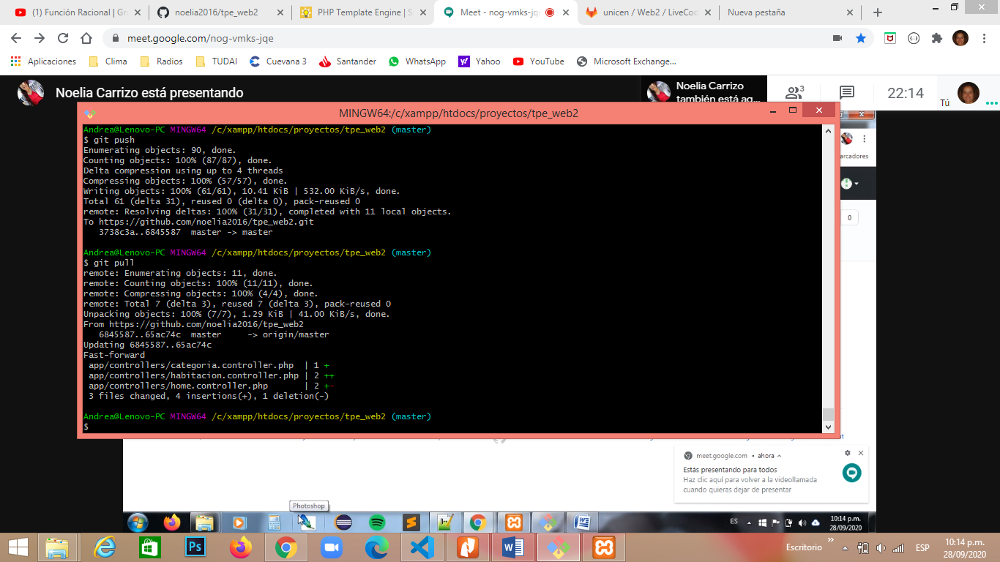 (1) Función Racional | Gra
noelia2016/tpe_web2
PHP Template Engine | S
Meet - nog-vmks-jqe
unicen / Web2 / LiveCod
Nueva pestaña
meet.google.com/nog-vmks-jqe
Aplicaciones
Clima
Radios
TUDAI
Cuevana 3
Santander
WhatsApp
Yahoo
YouTube
Microsoft Exchange...
Noelia Carrizo está presentando
Noelia Carrizo
también está ag...
3
22:14
Tú
MINGW64:/c/xampp/htdocs/proyectos/tpe_web2
Andrea@Lenovo-PC MINGW64 /c/xampp/htdocs/proyectos/tpe_web2 (master)
$ git push
Enumerating objects: 90, done.
Counting objects: 100% (87/87), done.
Delta compression using up to 4 threads
Compressing objects: 100% (57/57), done.
Writing objects: 100% (61/61), 10.41 KiB | 532.00 KiB/s, done.
Total 61 (delta 31), reused 0 (delta 0), pack-reused 0
remote: Resolving deltas: 100% (31/31), completed with 11 local objects.
To https://github.com/noelia2016/tpe_web2.git
   3738c3a..6845587  master -> master
Andrea@Lenovo-PC MINGW64 /c/xampp/htdocs/proyectos/tpe_web2 (master)
$ git pull
remote: Enumerating objects: 11, done.
remote: Counting objects: 100% (11/11), done.
remote: Compressing objects: 100% (4/4), done.
remote: Total 7 (delta 3), reused 7 (delta 3), pack-reused 0
Unpacking objects: 100% (7/7), 1.29 KiB | 41.00 KiB/s, done.
From https://github.com/noelia2016/tpe_web2
   6845587..65ac74c  master     -> origin/master
Updating 6845587..65ac74c
Fast-forward
 app/controllers/categoria.controller.php  | 1 +
 app/controllers/habitacion.controller.php | 2 ++
 app/controllers/home.controller.php       | 2 +-
 3 files changed, 4 insertions(+), 1 deletion(-)
Andrea@Lenovo-PC MINGW64 /c/xampp/htdocs/proyectos/tpe_web2 (master)
$
arcadores
0
meet.google.com • ahora
Estás presentando para todos
Haz clic aquí para volver a la videollamada
cuando quieras dejar de presentar
Photoshop
ES
10:14 p.m.
28/09/2020
Ps
Escritorio
ESP
10:14 p.m.
28/09/2020